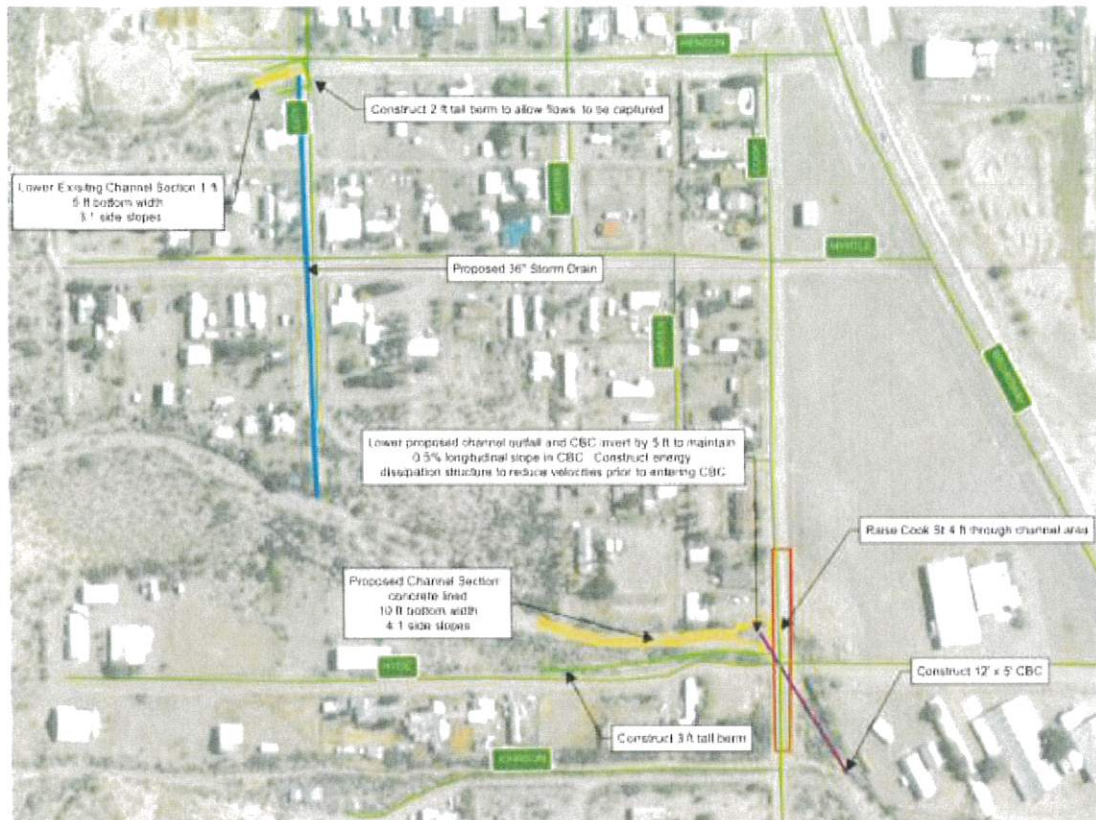 Construct 2 ft tall berm to allow flows to be captured
Lower Existing Channel Section 1 ft
5 ft bottom width
3:1 side slopes
MYRTLE
Proposed 36" Storm Drain
Lower proposed channel outfall and CBC invert by 5 ft to maintain
0.5% longitudinal slope in CBC. Construct energy
dissipation structure to reduce velocities prior to entering CBC
Raise Cook St 4 ft through channel area
Proposed Channel Section
concrete lined
10 ft bottom width
4:1 side slopes
Construct 12' x 5' CBC
Construct 3 ft tall berm
JOHNSON